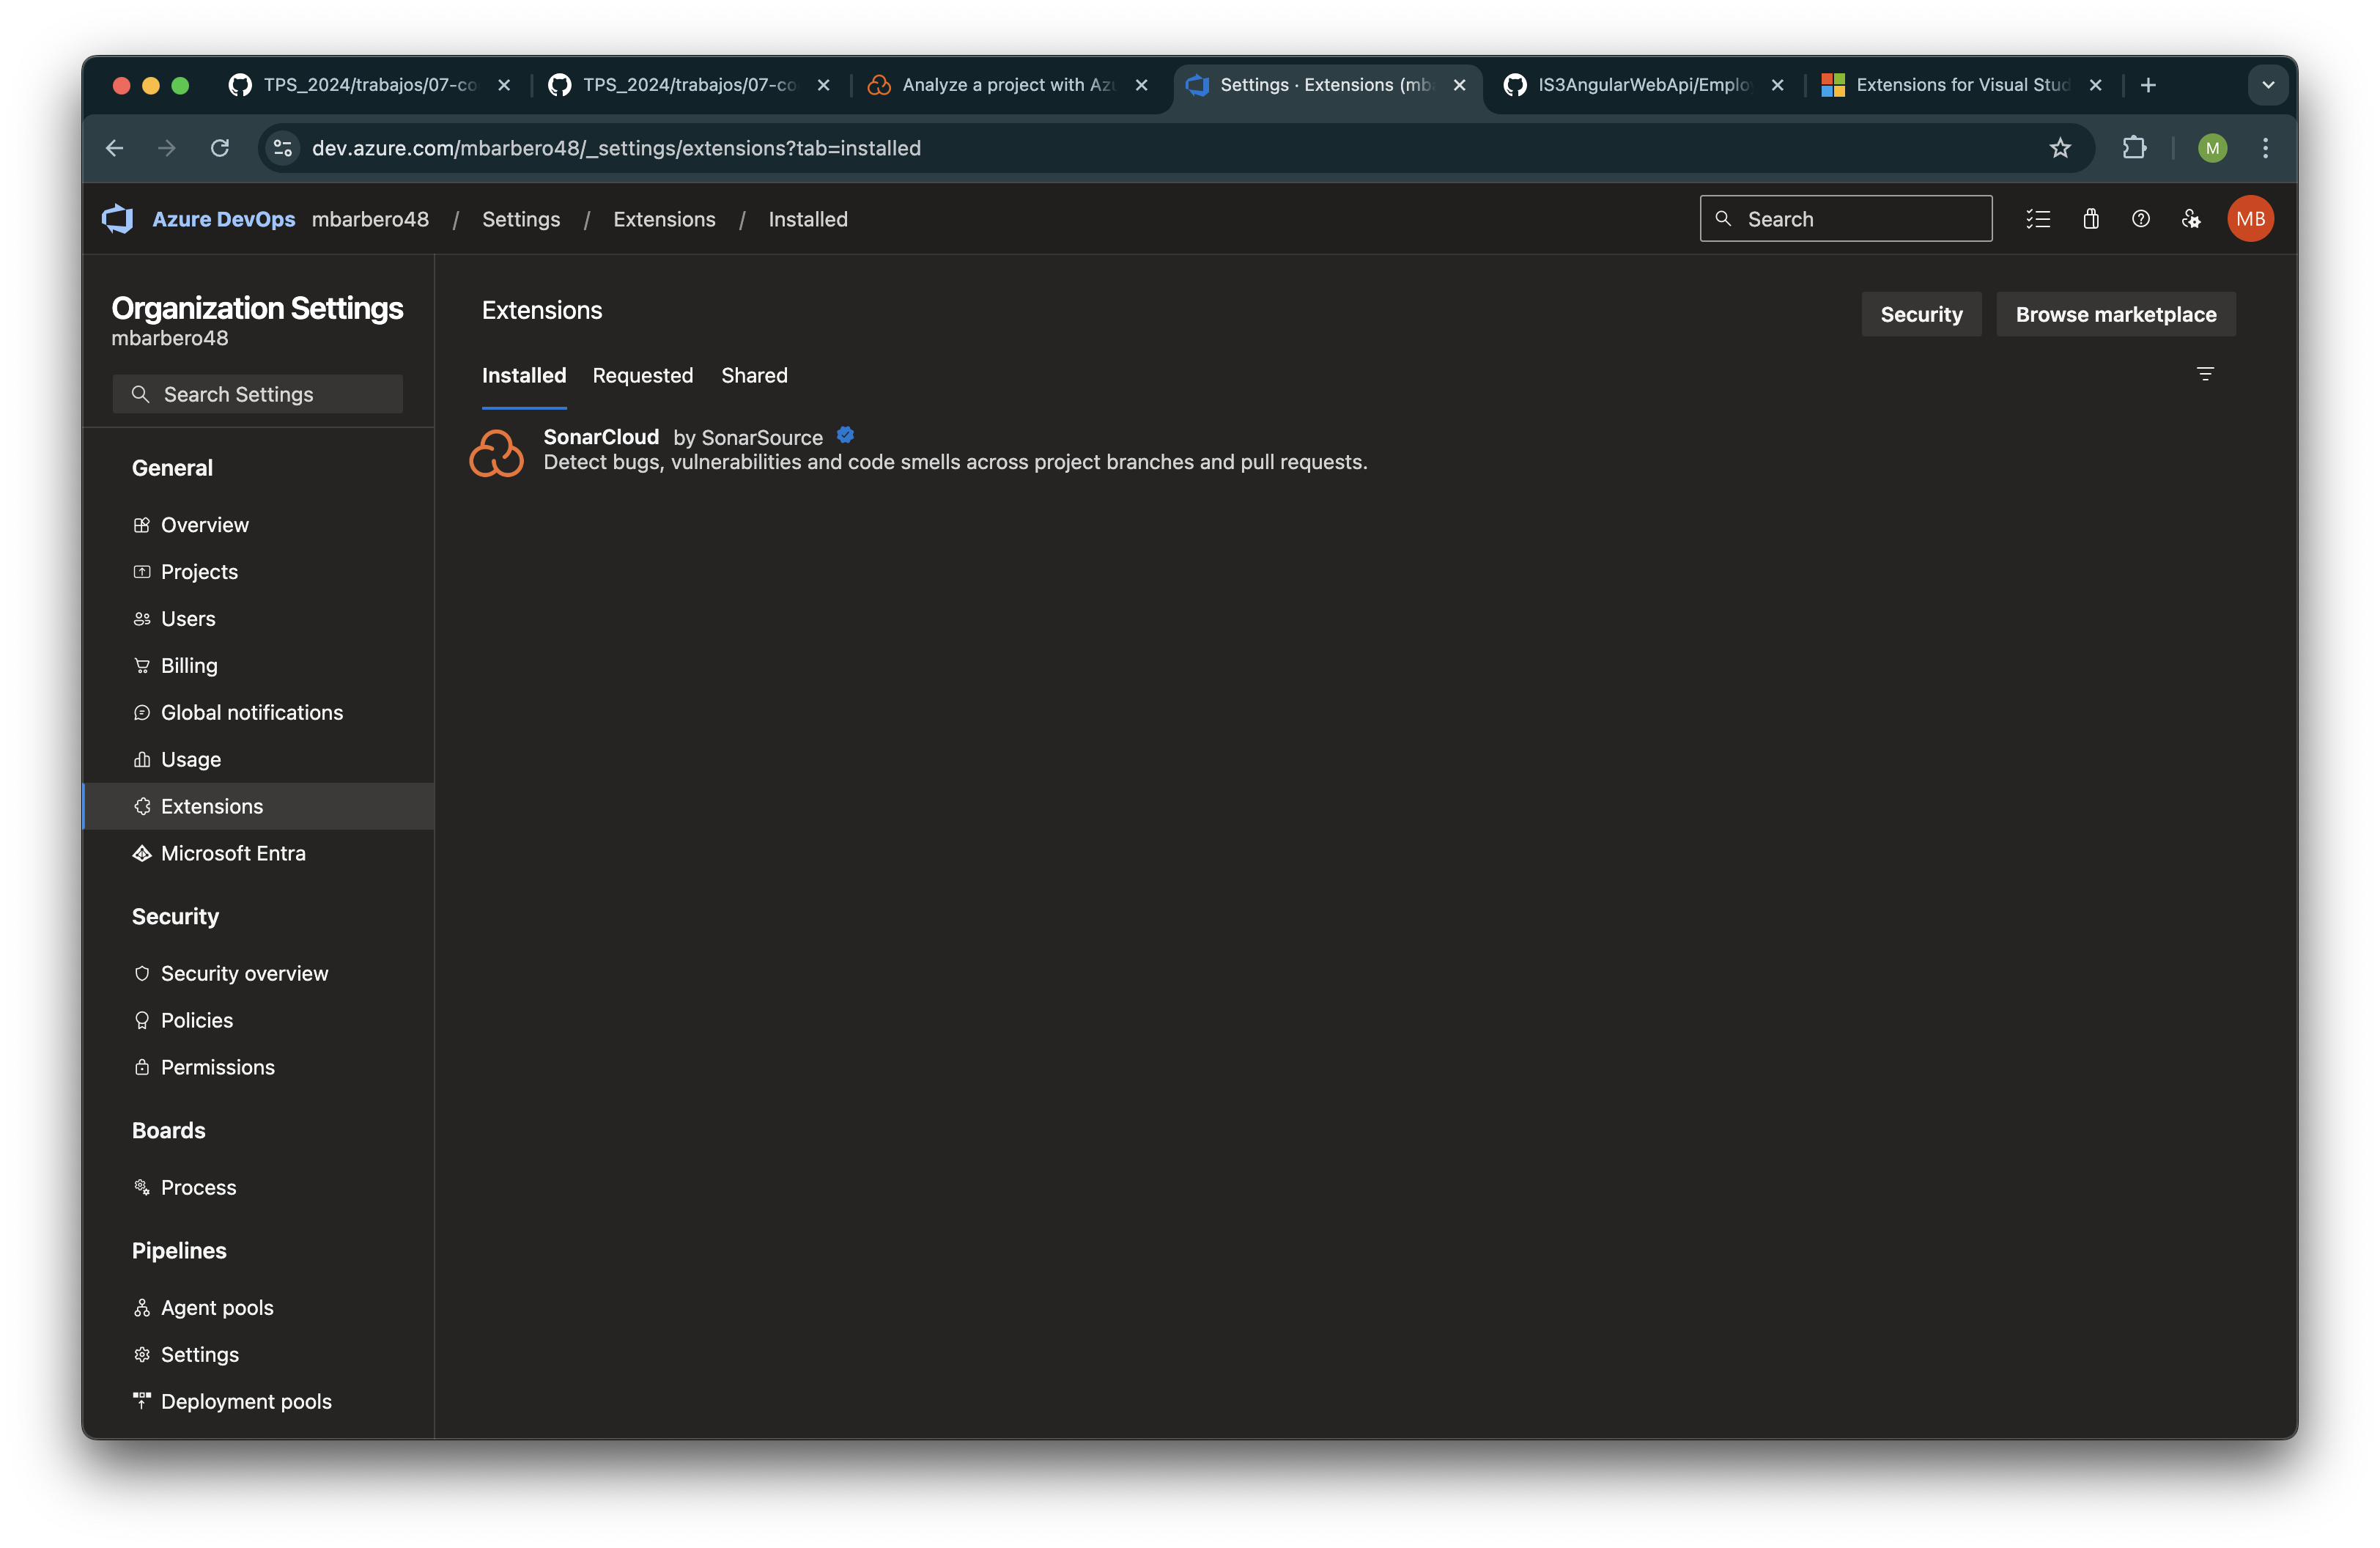 TPS_2024/trabajos/07-co
TPS_2024/trabajos/07-co
Analyze a project with Azu
Settings · Extensions (mba
IS3AngularWebApi/Emplo
Extensions for Visual Stud
dev.azure.com/mbarbero48/_settings/extensions?tab=installed
M
Azure DevOps mbarbero48 / Settings / Extensions / Installed
Search
MB
Organization Settings
mbarbero48
Search Settings
General
Overview
Projects
Users
Billing
Global notifications
Usage
Extensions
Microsoft Entra
Security
Security overview
Policies
Permissions
Boards
Process
Pipelines
Agent pools
Settings
Deployment pools
Extensions
Security
Browse marketplace
Installed
Requested
Shared
SonarCloud by SonarSource
Detect bugs, vulnerabilities and code smells across project branches and pull requests.